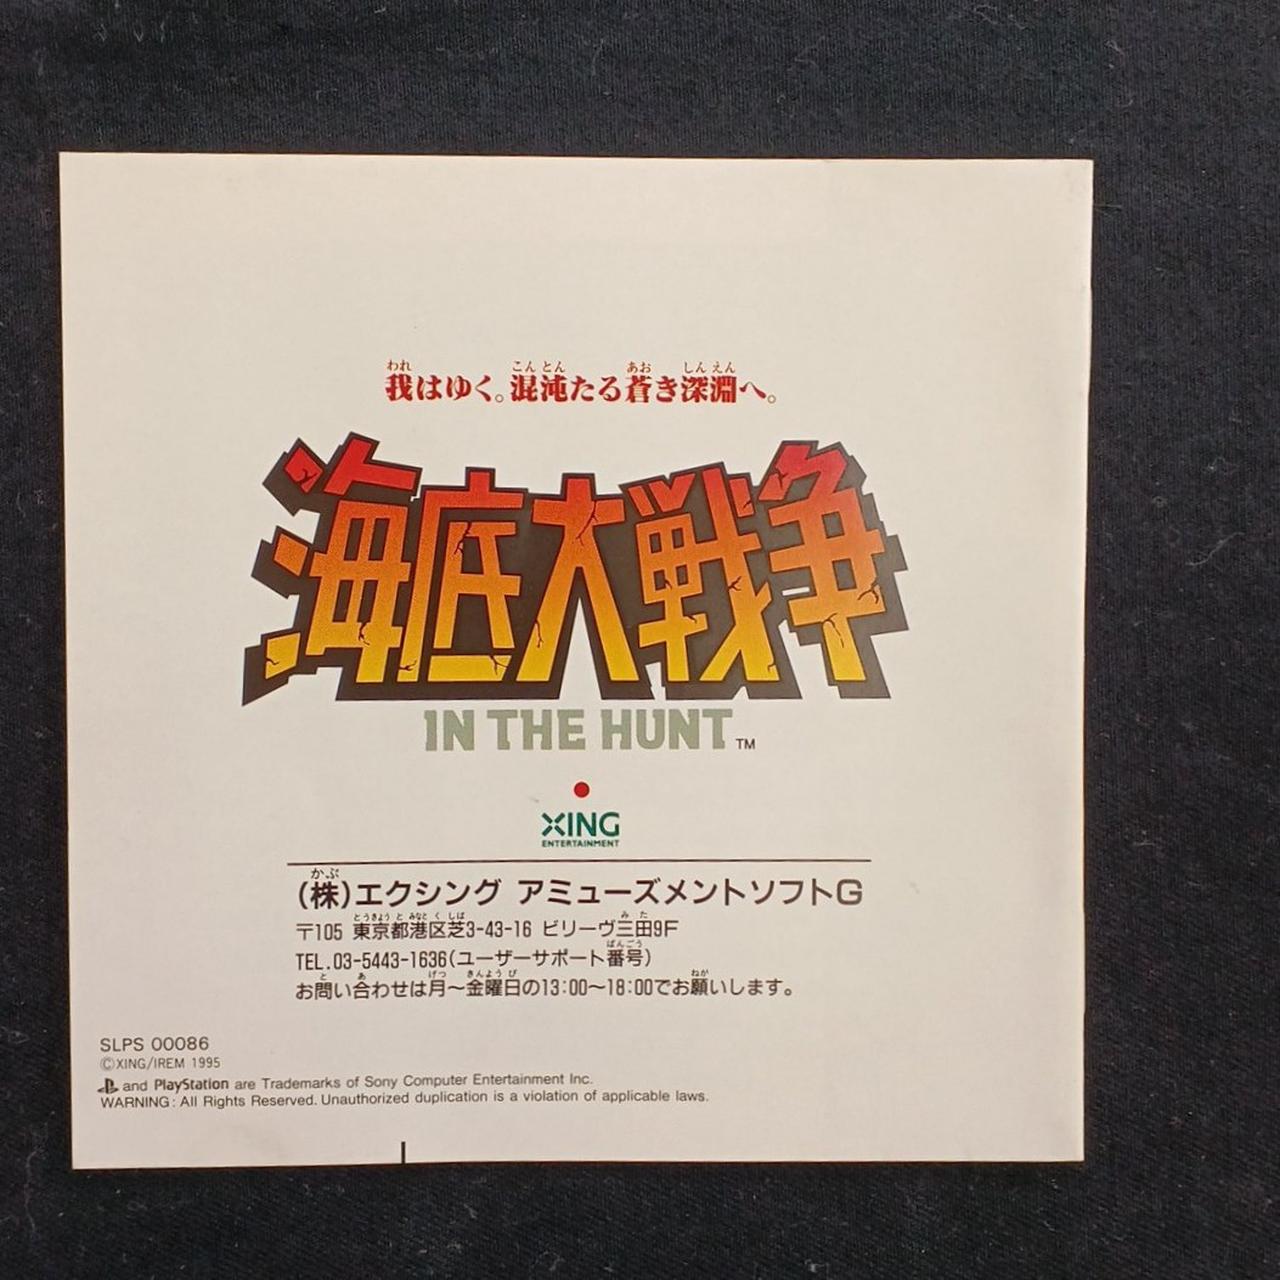 我はゆく。混沌たる蒼き深淵へ。
海底大戦争
IN THE HUNT™
XING
ENTERTAINMENT
(株)エクシング アミューズメントソフトG
〒105 東京都港区芝3-43-16 ビリーヴ三田9F
TEL.03-5443-1636(ユーザーサポート番号)
お問い合わせは月〜金曜日の13:00〜18:00でお願いします。
SLPS 00086
©XING/IREM 1995
and PlayStation are Trademarks of Sony Computer Entertainment Inc.
WARNING: All Rights Reserved. Unauthorized duplication is a violation of applicable laws.